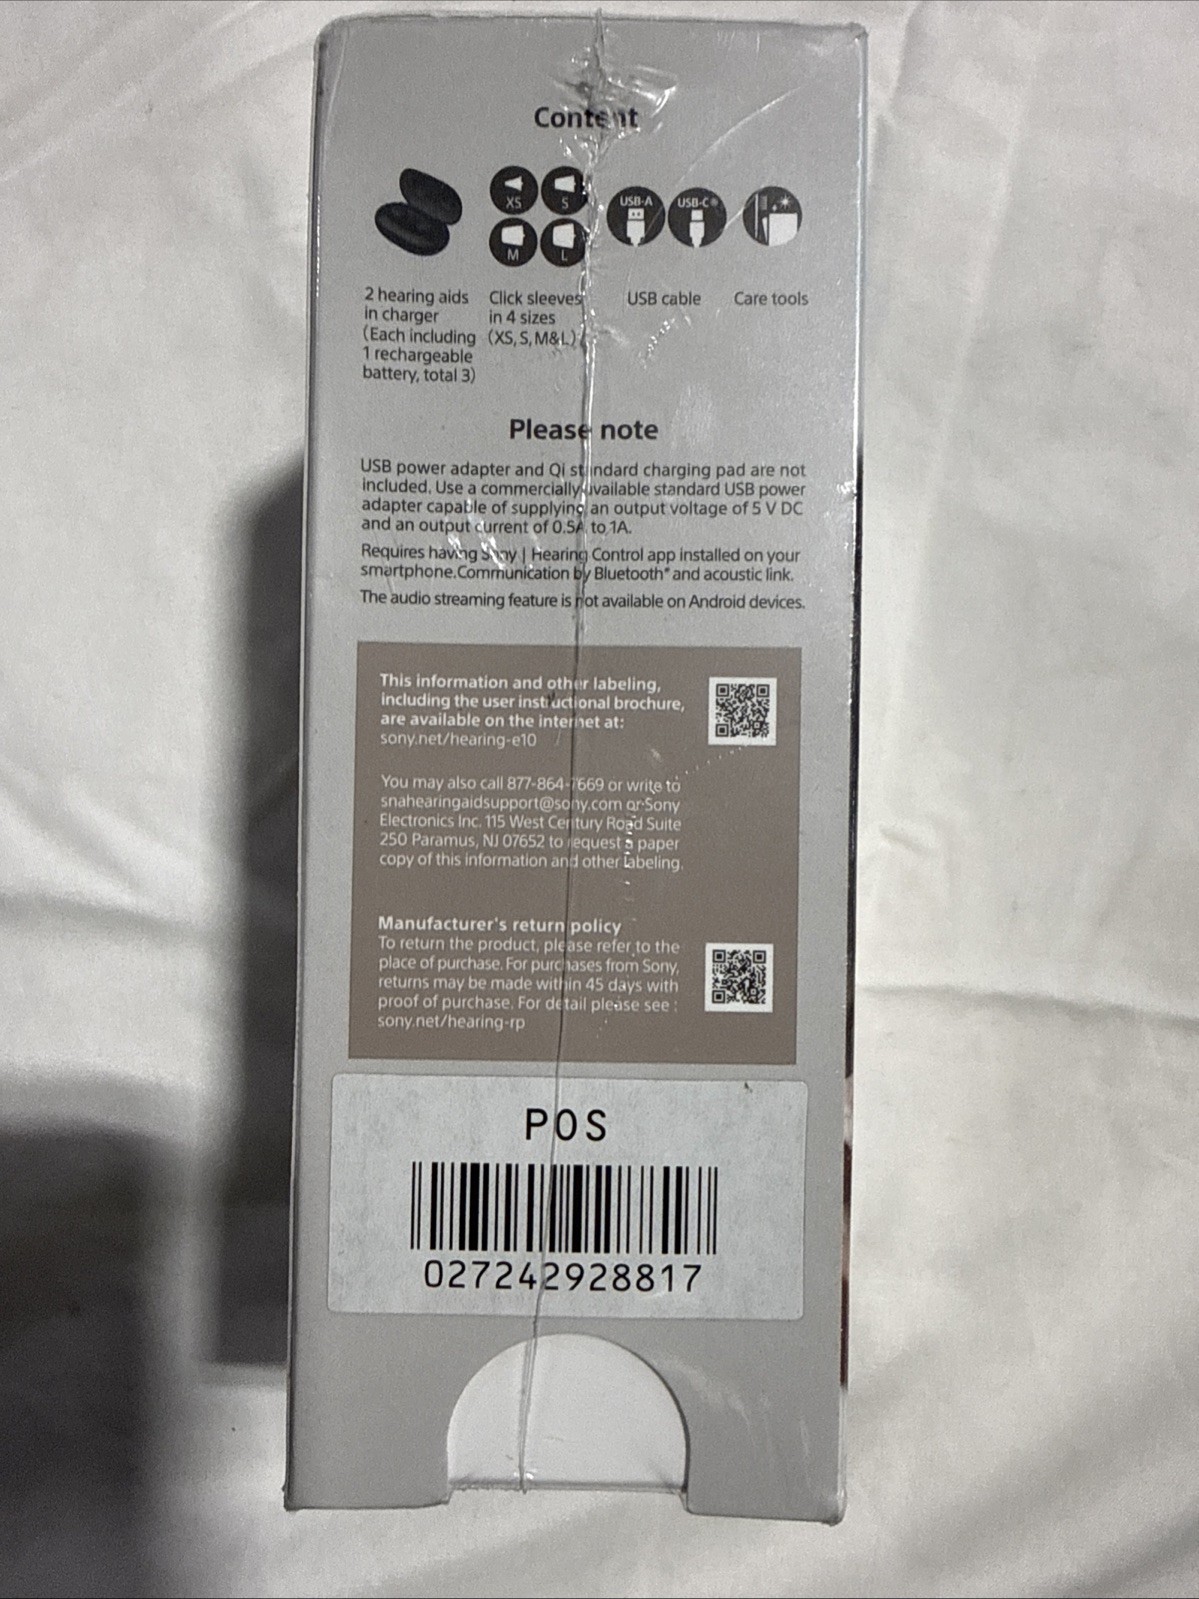 Content
XS
S
M
L
USB-A
USB-C®
2 hearing aids
in charger
(Each including
1 rechargeable
battery, total 3)
Click sleeves
in 4 sizes
(XS, S, M&L)
USB cable
Care tools
Please note
USB power adapter and Qi standard charging pad are not
included. Use a commercially available standard USB power
adapter capable of supplying an output voltage of 5 V DC
and an output current of 0.5A to 1A.
Requires having Sony | Hearing Control app installed on your
smartphone.Communication by Bluetooth® and acoustic link.
The audio streaming feature is not available on Android devices.
This information and other labeling,
including the user instructional brochure,
are available on the internet at:
sony.net/hearing-e10
You may also call 877-864-7669 or write to
snahearingaidsupport@sony.com or Sony
Electronics Inc. 115 West Century Road Suite
250 Paramus, NJ 07652 to request a paper
copy of this information and other labeling.
Manufacturer's return policy
To return the product, please refer to the
place of purchase. For purchases from Sony,
returns may be made within 45 days with
proof of purchase. For detail please see :
sony.net/hearing-rp
POS
027242928817